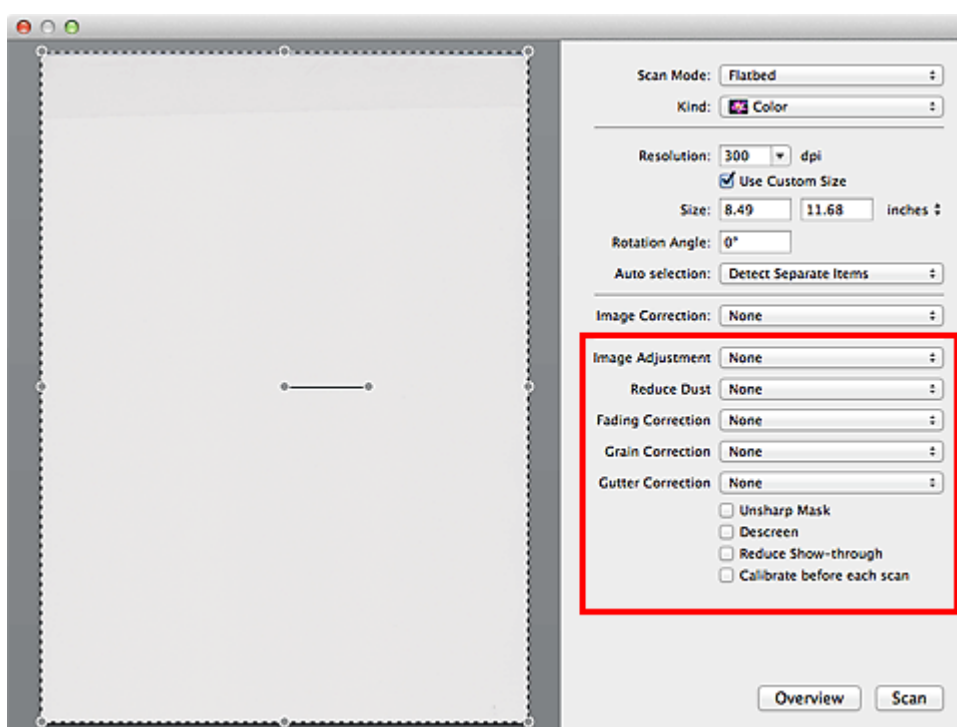 Scan Mode: Flatbed
Kind: Color
Resolution: 300 dpi
Use Custom Size
Size: 8.49 11.68 inches
Rotation Angle: 0°
Auto selection: Detect Separate Items
Image Correction: None
Image Adjustment None
Reduce Dust None
Fading Correction None
Grain Correction None
Gutter Correction None
Unsharp Mask
Descreen
Reduce Show-through
Calibrate before each scan
Overview Scan